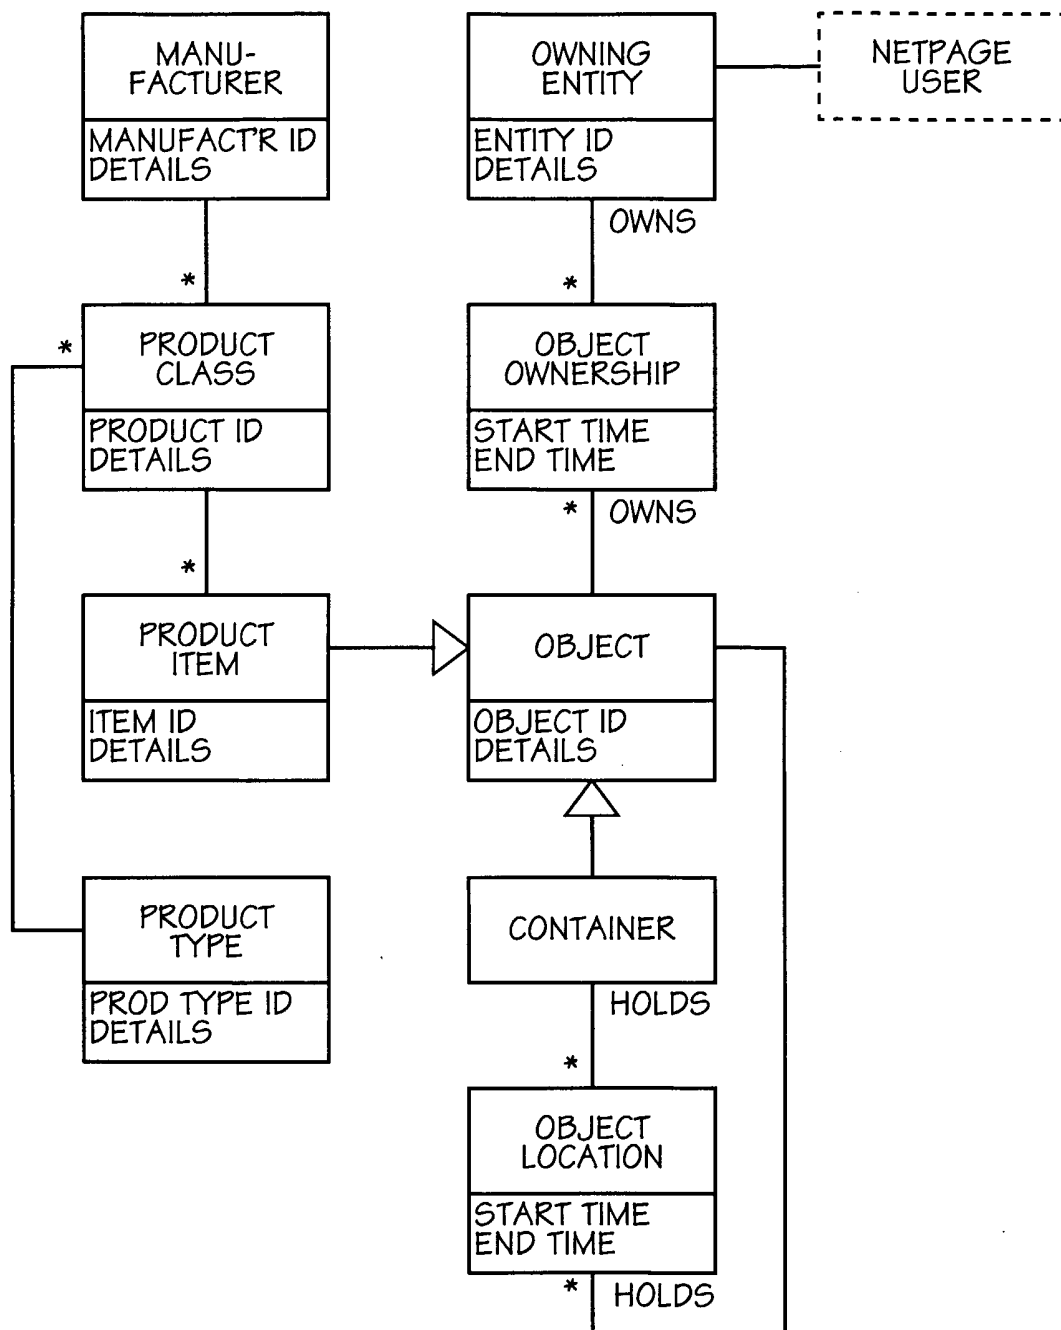 MANU-
FACTURER
MANUFACT'R ID
DETAILS
OWNING
ENTITY
ENTITY ID
DETAILS
NETPAGE
USER
OWNS
*
*
*
PRODUCT
CLASS
PRODUCT ID
DETAILS
OBJECT
OWNERSHIP
START TIME
END TIME
* OWNS
*
PRODUCT
ITEM
ITEM ID
DETAILS
OBJECT
OBJECT ID
DETAILS
PRODUCT
TYPE
PROD TYPE ID
DETAILS
CONTAINER
HOLDS
*
OBJECT
LOCATION
START TIME
END TIME
* HOLDS